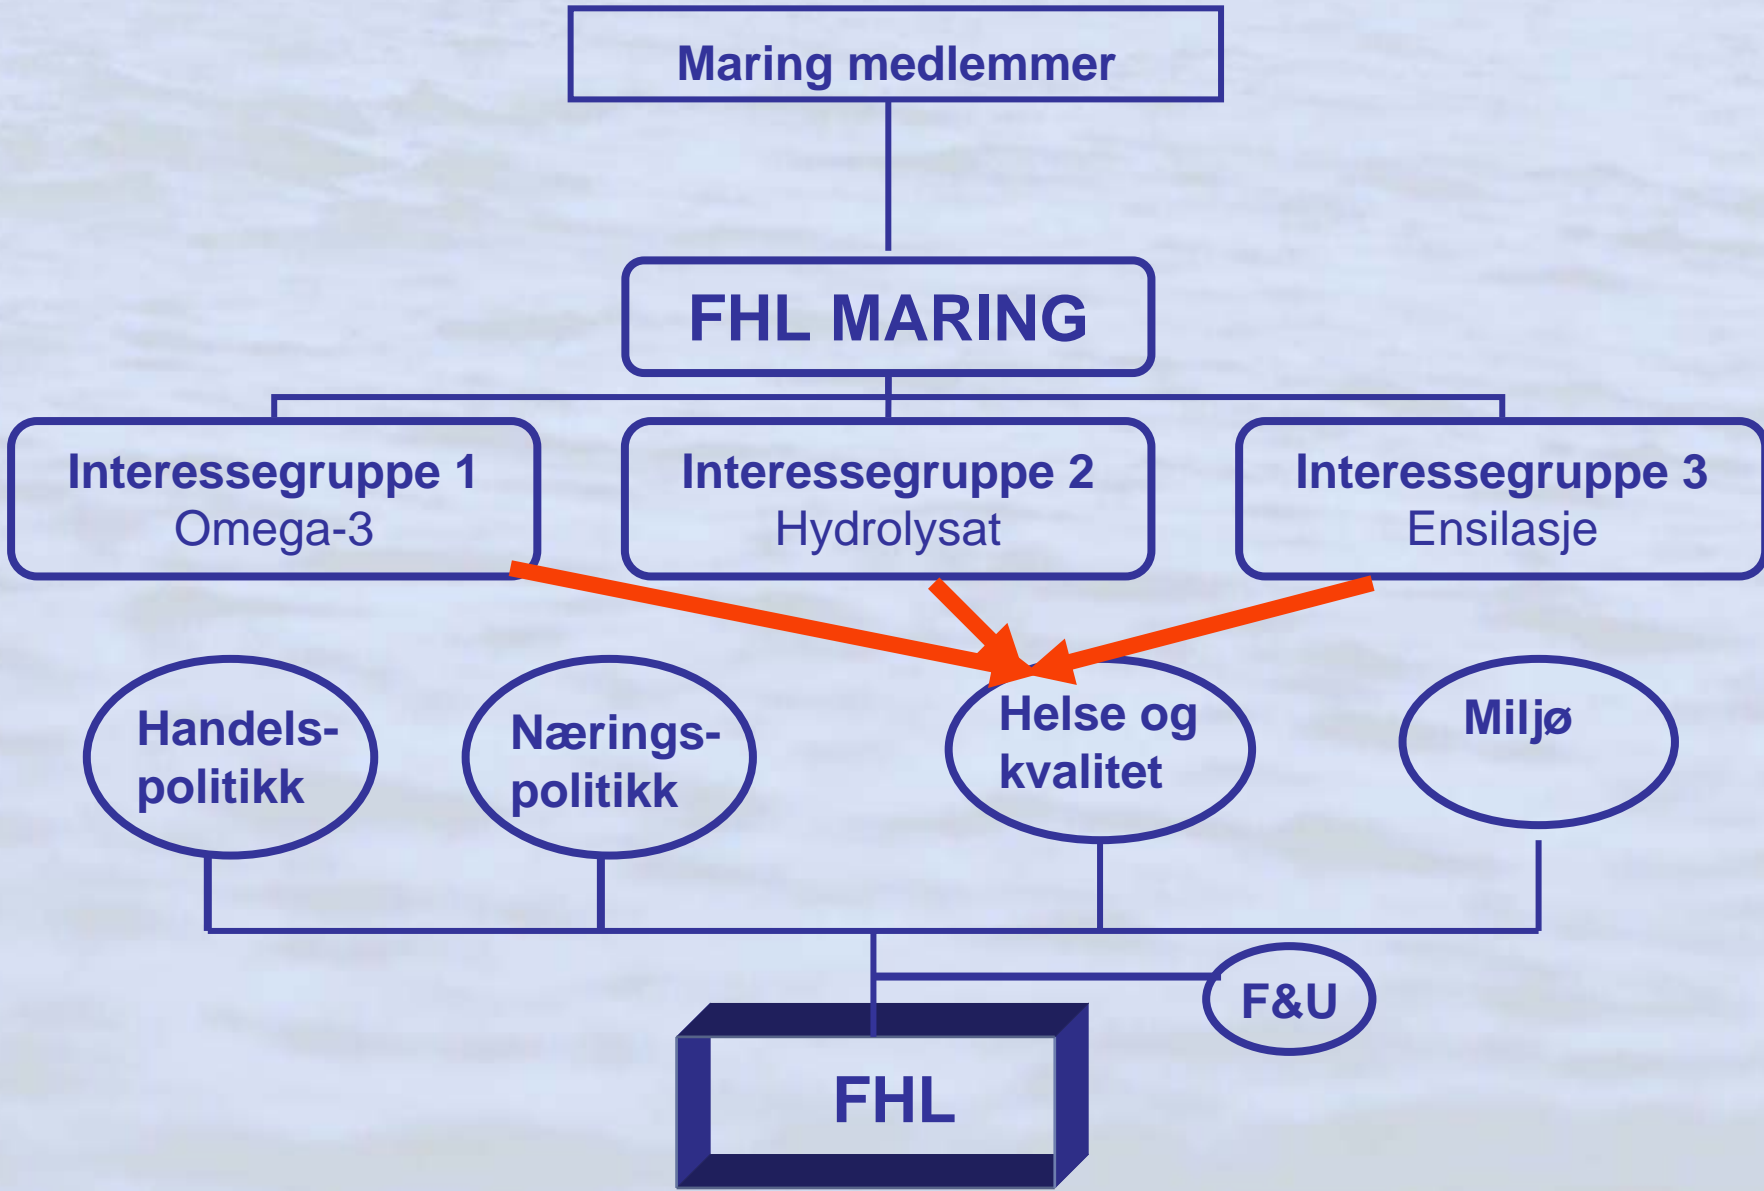 Maring medlemmer
FHL MARING
Interessegruppe 1
Omega-3
Interessegruppe 2
Hydrolysat
Interessegruppe 3
Ensilasje
Handels-
politikk
Nærings-
politikk
Helse og
kvalitet
Miljø
F&U
FHL